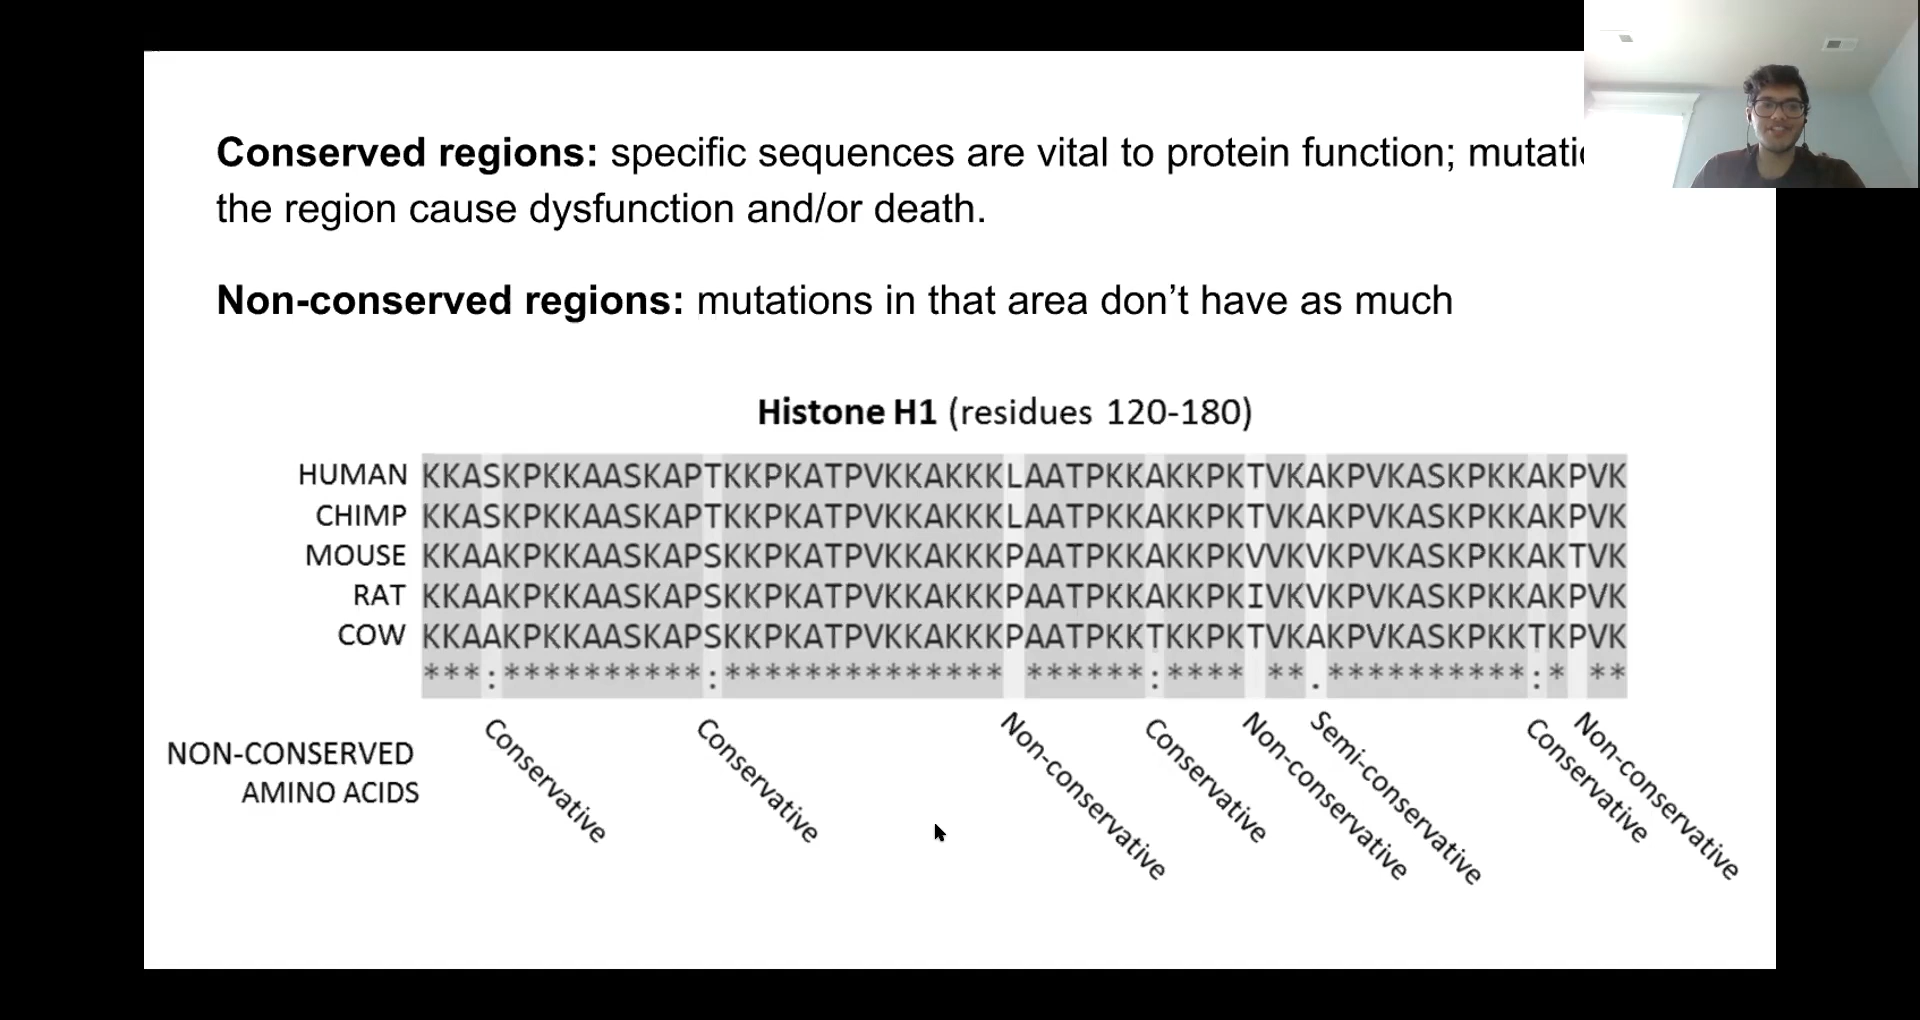 Conserved regions: specific sequences are vital to protein function;
the region cause dysfunction and/or death.
Non-conserved regions: mutations in that area don’t have as much
Histone H1 (residues 120-180)
HUMAN KKASKPKKAASKAPTKKPKATPVKKAKKKLAATPKKAKKPKTVKAKPVKASKPKKAKPVK
CHIMP KKASKPKKAASKAPTKKPKATPVKKAKKKLAATPKKAKKPKTVKAKPVKASKPKKAKPVK
MOUSE KKAAKPKKAASKAPSKKPKATPVKKAKKKPAATPKKAKKPKVVKVKPVKASKPKKAKTVK
RAT KKAAKPKKAASKAPSKKPKATPVKKAKKKPAATPKKAKKPKIVKVKPVKASKPKKAKPVK
COW KKAAKPKKAASKAPSKKPKATPVKKAKKKPAATPKKTKKPKTVKAKPVKASKPKKTKPVK
***:**********:************** ******:**** **.**********:* **
NON-CONSERVED
AMINO ACIDS
Conservative
Conservative
Non-conservative
Conservative
Non-conservative
Semi-conservative
Conservative
Non-conservative